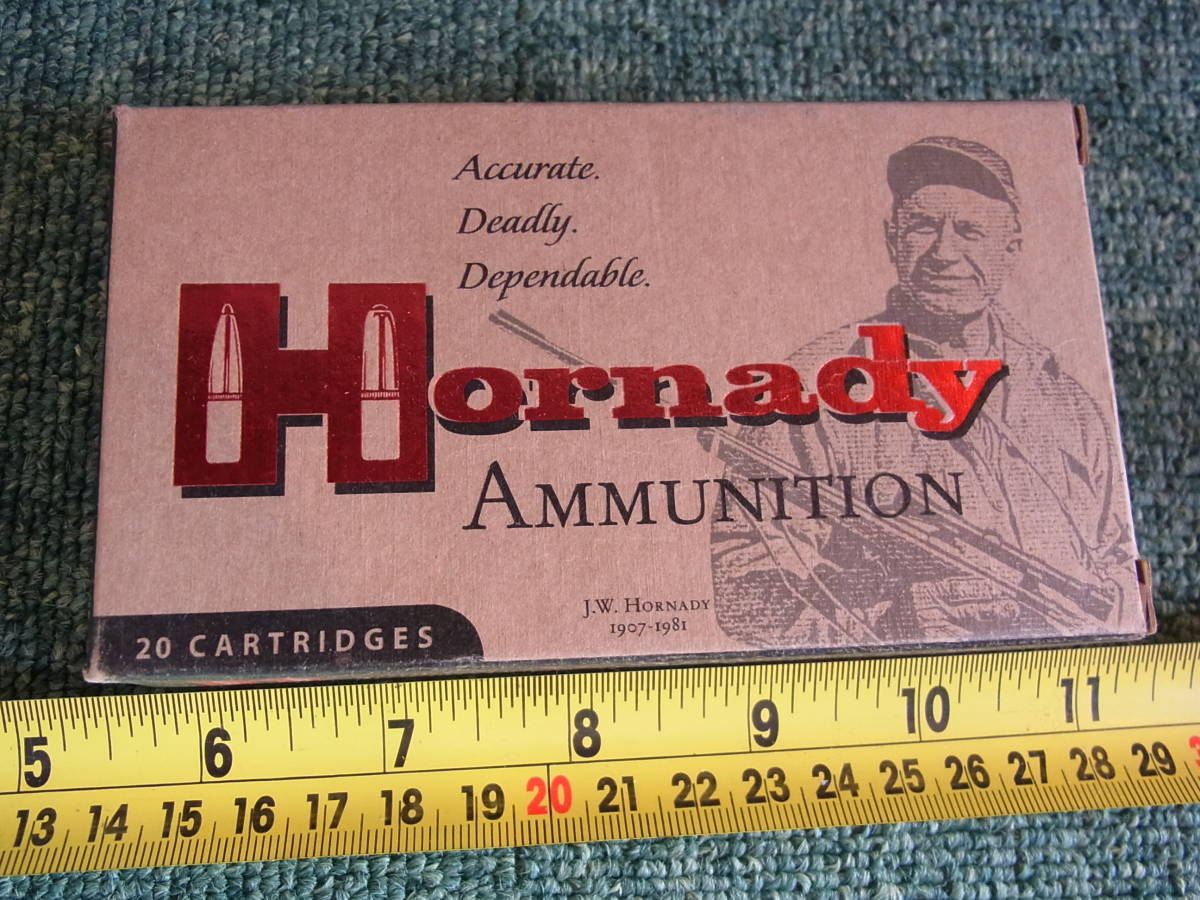 Accurate.
Deadly.
Dependable.
Hornady
AMMUNITION
J.W. HORNADY
1907-1981
20 CARTRIDGES
5 6 7 8 9 10 11
13 14 15 16 17 18 19 20 21 22 23 24 25 26 27 28 29